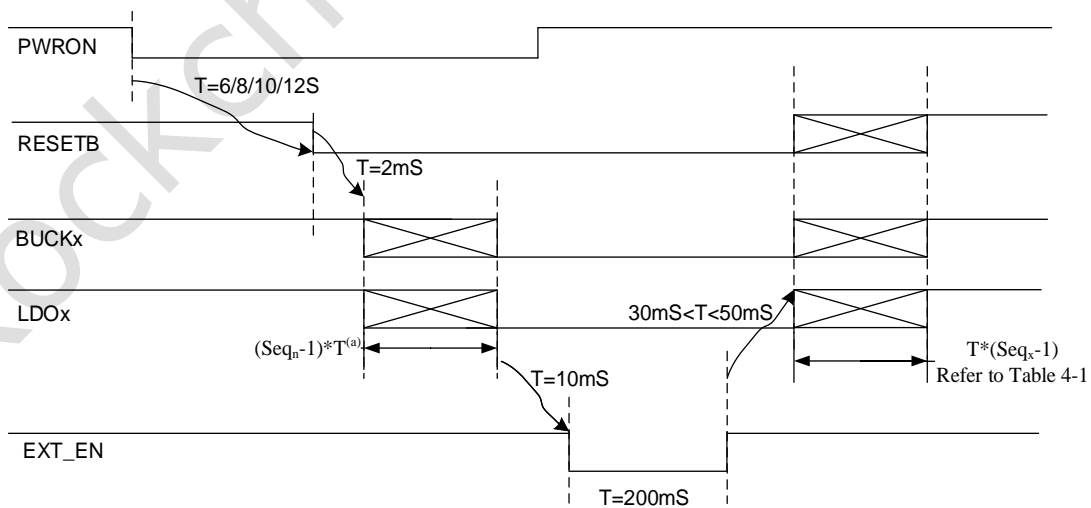 PWRON
T=6/8/10/12S
RESETB
T=2mS
BUCKx
LDOx
30mS<T<50mS
(Seqn-1)*T(a)
T*(Seqx-1)
Refer to Table 4-1
T=10mS
EXT_EN
T=200mS
ockch